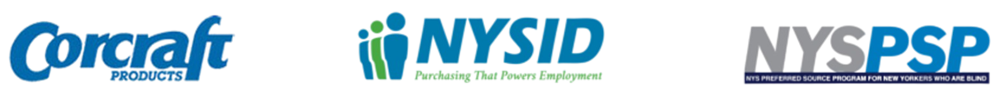 Corcraft
PRODUCTS
NYSID
Purchasing That Powers Employment
NYSPSP
NYS PREFERRED SOURCE PROGRAM FOR NEW YORKERS WHO ARE BLIND